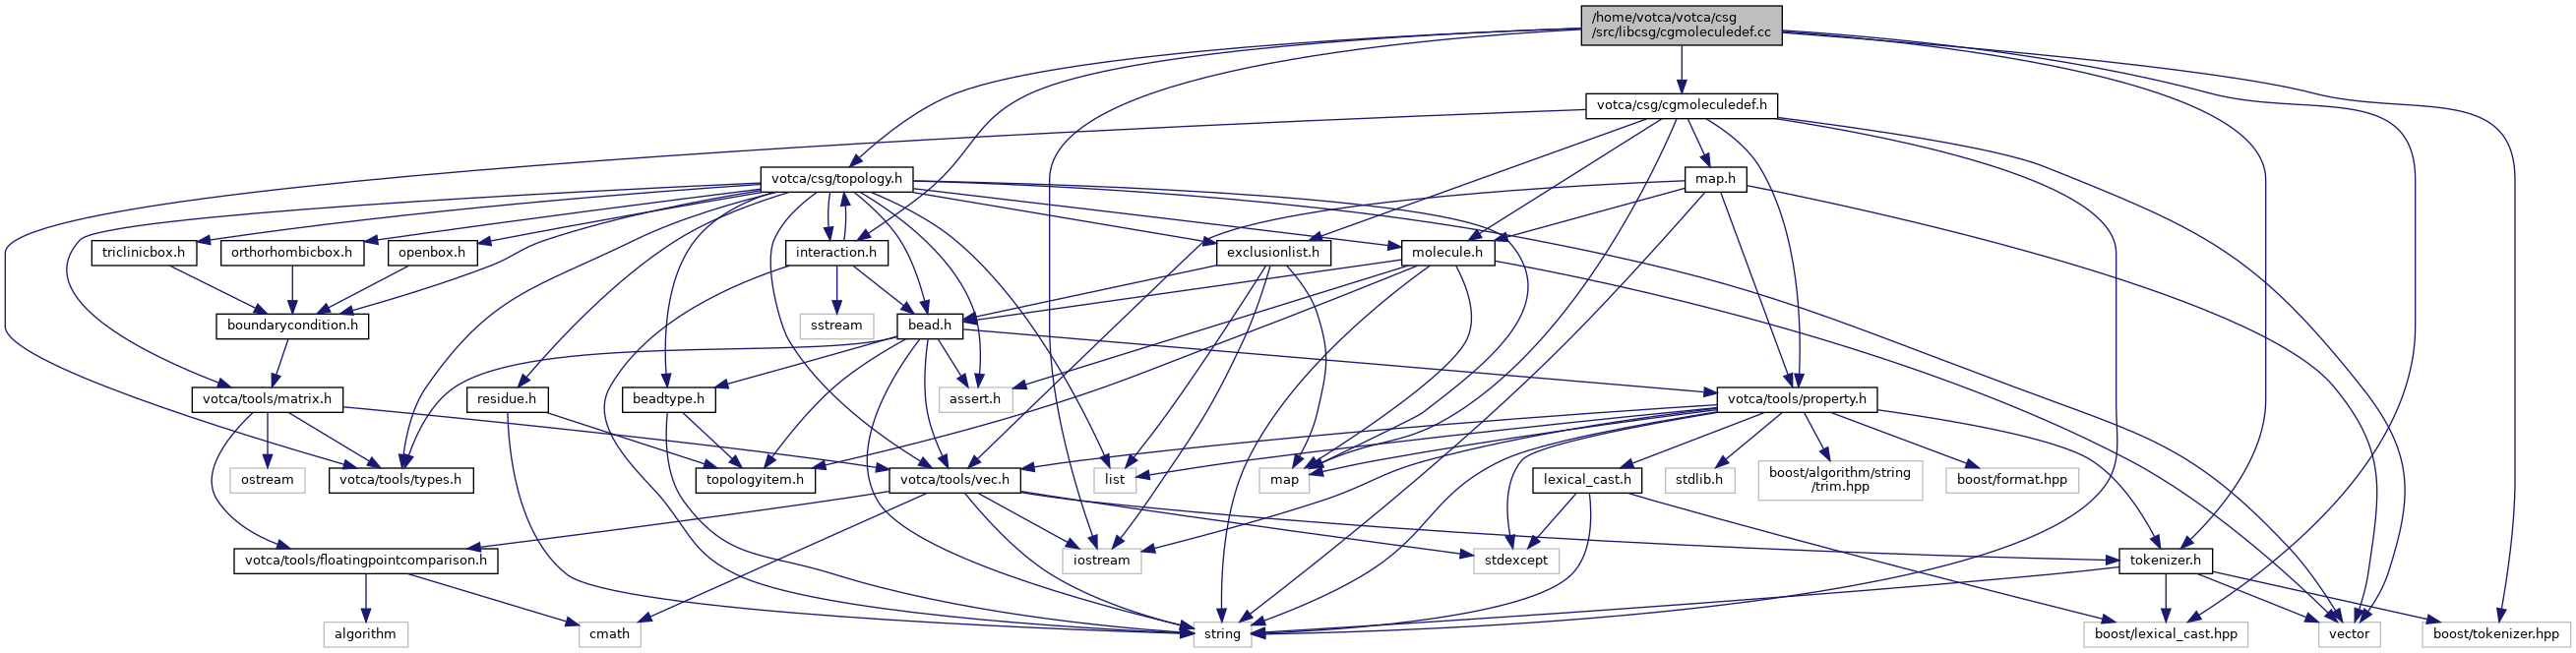 /home/votca/votca/csg
/src/libcsg/cgmoleculedef.cc
votca/csg/cgmoleculedef.h
votca/csg/topology.h
map.h
triclinicbox.h
orthorhombicbox.h
openbox.h
interaction.h
exclusionlist.h
molecule.h
boundarycondition.h
sstream
bead.h
votca/tools/matrix.h
residue.h
beadtype.h
assert.h
votca/tools/property.h
ostream
votca/tools/types.h
topologyitem.h
votca/tools/vec.h
list
map
lexical_cast.h
stdlib.h
boost/algorithm/string
/trim.hpp
boost/format.hpp
votca/tools/floatingpointcomparison.h
iostream
stdexcept
tokenizer.h
algorithm
cmath
string
boost/lexical_cast.hpp
vector
boost/tokenizer.hpp